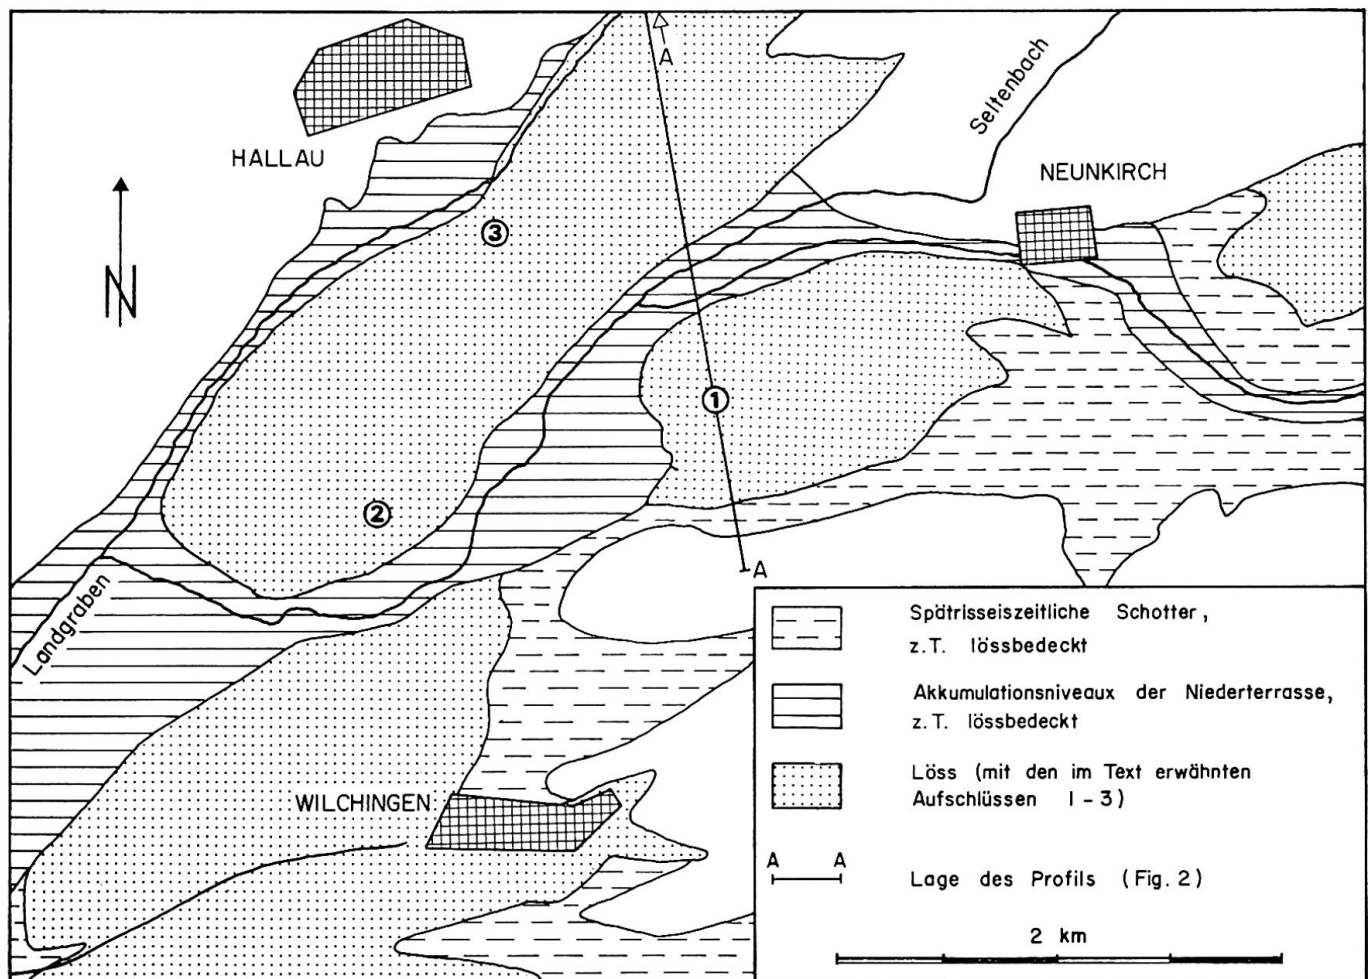 A
Seltenbach
HALLAU
NEUNKIRCH
N
3
1
2
A
Landgraben
WILCHINGEN
Spätrisseiszeitliche Schotter,
z.T. lössbedeckt
Akkumulationsniveaux der Niederterrasse,
z.T. lössbedeckt
Löss (mit den im Text erwähnten
Aufschlüssen 1-3)
A A
Lage des Profils (Fig. 2)
2 km